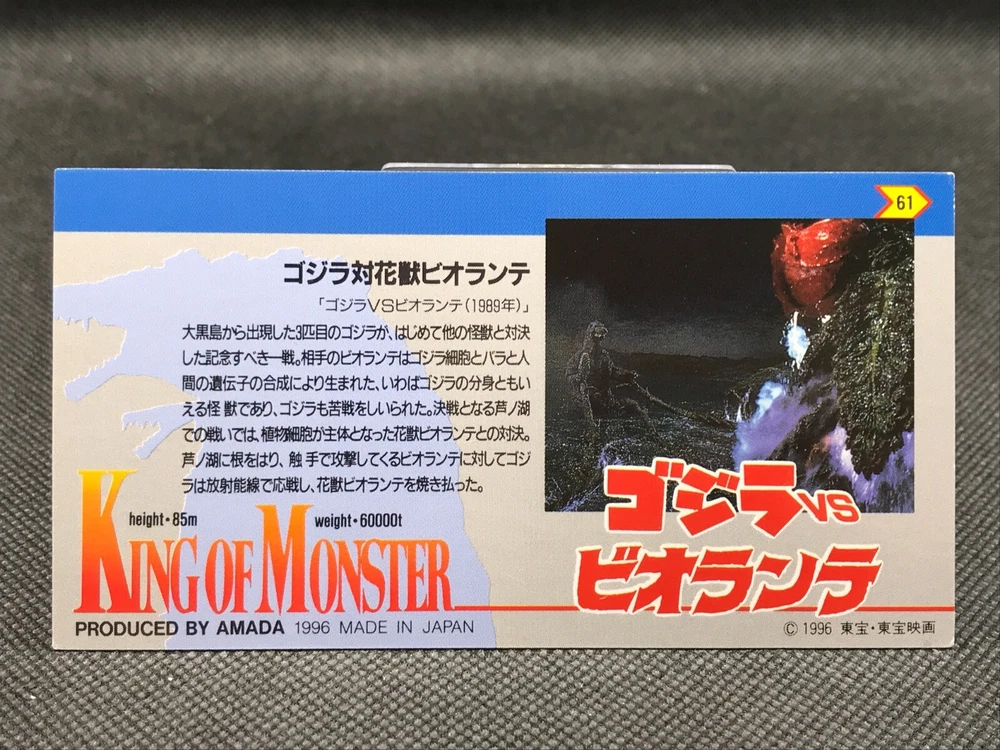 61
ゴジラ対花獣ビオランテ
「ゴジラVSビオランテ(1989年)」
大黒島から出現した3匹目のゴジラが、はじめて他の怪獣と対決
した記念すべき一戦。相手のビオランテはゴジラ細胞とバラと人
間の遺伝子の合成により生まれた、いわばゴジラの分身ともい
える怪獣であり、ゴジラも苦戦をしいられた。決戦となる芦ノ湖
での戦いでは、植物細胞が主体となった花獣ビオランテとの対決。
芦ノ湖に根をはり、触手で攻撃してくるビオランテに対してゴジ
ラは放射能線で応戦し、花獣ビオランテを焼き払った。
height・85m weight・60000t
KING OF MONSTER
PRODUCED BY AMADA 1996 MADE IN JAPAN
ゴジラVS
ビオランテ
© 1996 東宝・東宝映画